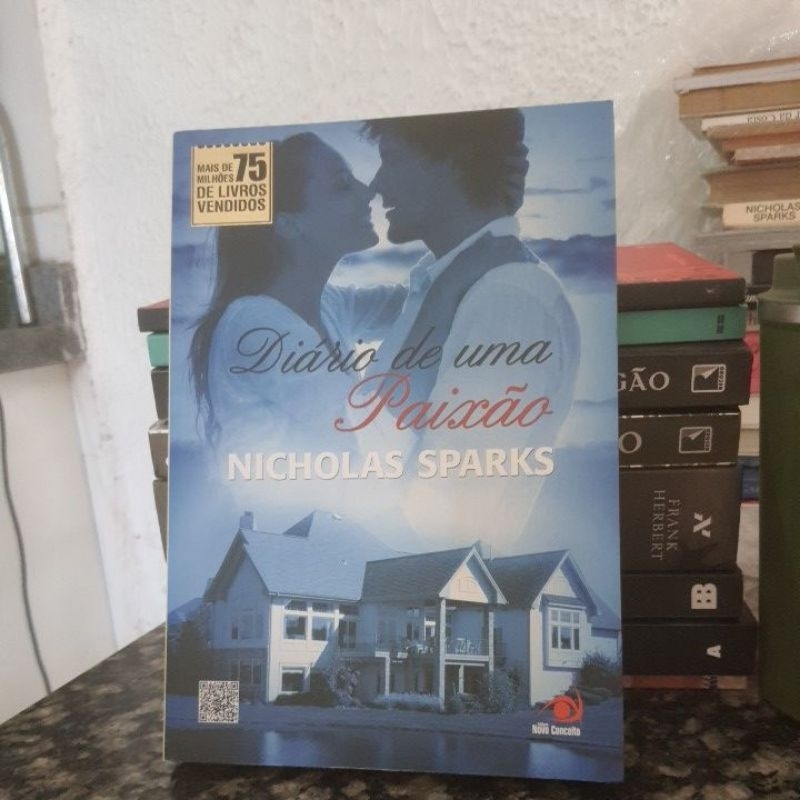 MAIS DE 75
MILHÕES
DE LIVROS
VENDIDOS
Diário de uma
Paixão
NICHOLAS SPARKS
Novo Conceito
NICHOLAS
SPARKS
GÃO
O
FRANK
HERBERT
B
A